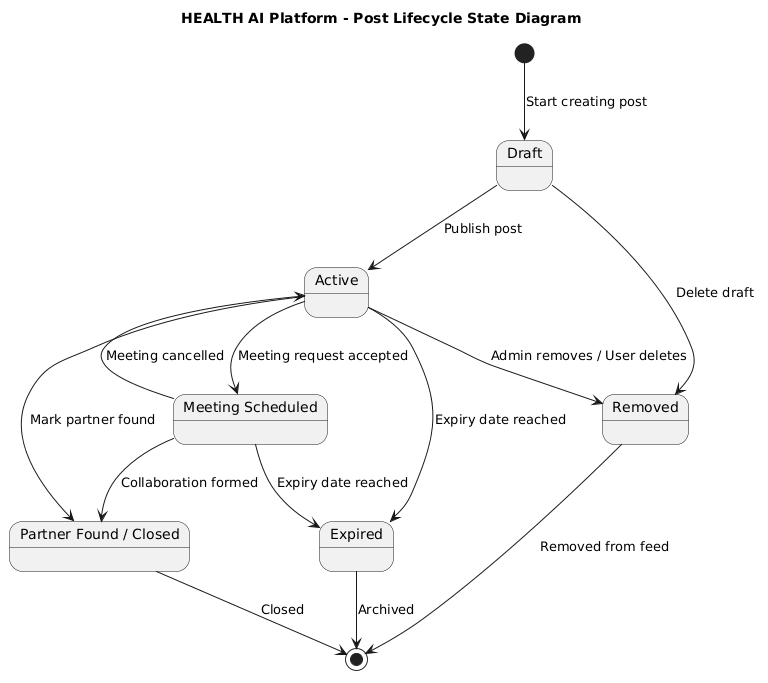 HEALTH AI Platform - Post Lifecycle State Diagram
Start creating post
Draft
Publish post
Active
Delete draft
Meeting cancelled
Meeting request accepted
Admin removes / User deletes
Meeting Scheduled
Removed
Mark partner found
Expiry date reached
Collaboration formed
Expiry date reached
Partner Found / Closed
Expired
Removed from feed
Closed
Archived